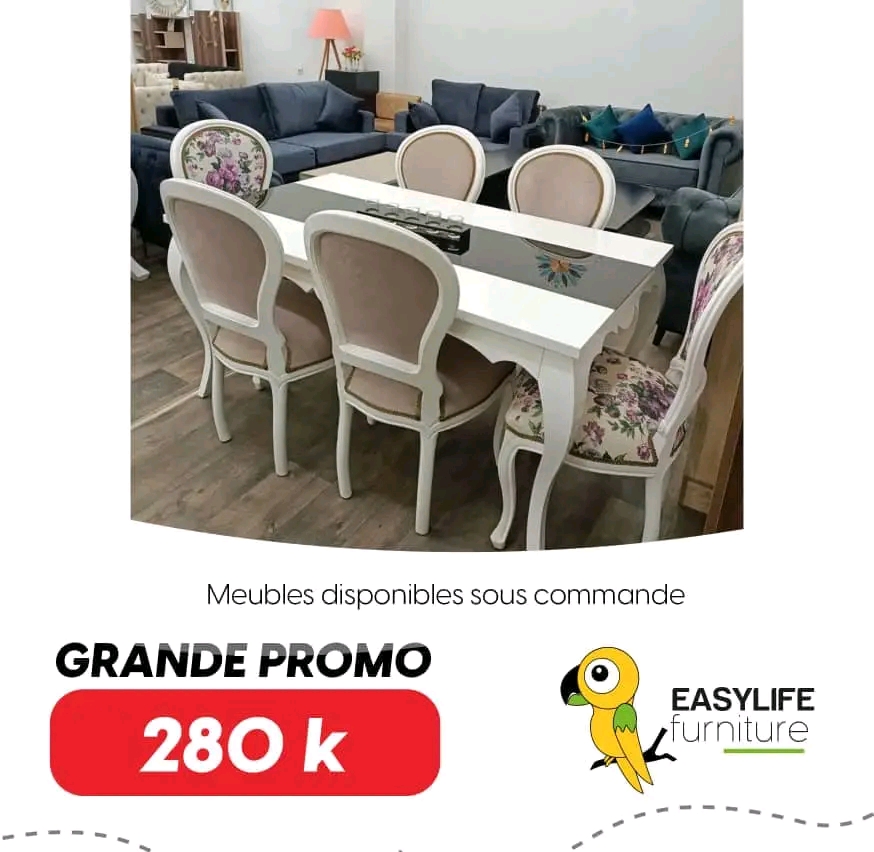 Meubles disponibles sous commande
GRANDE PROMO
280 k
EASYLIFE
furniture